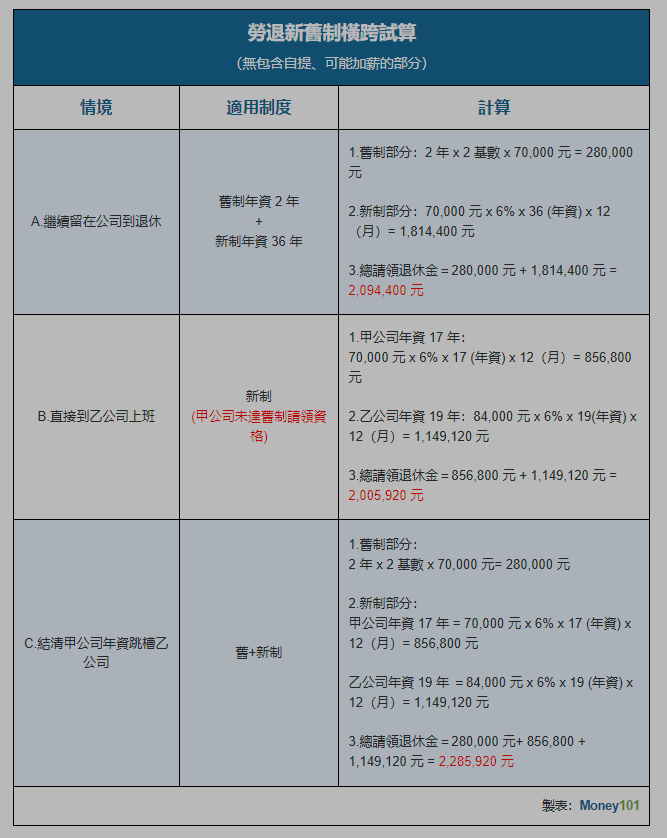 勞退新舊制橫跨試算
(無包含自提、可能加薪的部分)
情境
適用制度
計算
A.繼續留在公司到退休
舊制年資 2 年
+
新制年資 36 年
1.舊制部分：2 年 x 2 基數 x 70,000 元 = 280,000
元
2.新制部分：70,000 元 x 6% x 36 (年資) x 12
（月）= 1,814,400 元
3.總請領退休金 = 280,000 元 + 1,814,400 元 =
2,094,400 元
B.直接到乙公司上班
新制
(甲公司未達舊制請領資
格)
1.甲公司年資 17 年：
70,000 元 x 6% x 17 (年資) x 12（月）= 856,800
元
2.乙公司年資 19 年：84,000 元 x 6% x 19(年資) x
12（月）= 1,149,120 元
3.總請領退休金 = 856,800 元 + 1,149,120 元 =
2,005,920 元
C.結清甲公司年資跳槽乙
公司
舊+新制
1.舊制部分：
2 年 x 2 基數 x 70,000 元= 280,000 元
2.新制部分：
甲公司年資 17 年 = 70,000 元 x 6% x 17 (年資) x
12（月）= 856,800 元
乙公司年資 19 年 = 84,000 元 x 6% x 19 (年資) x
12（月）= 1,149,120 元
3.總請領退休金 = 280,000 元+ 856,800 +
1,149,120 元 = 2,285,920 元
製表：Money101